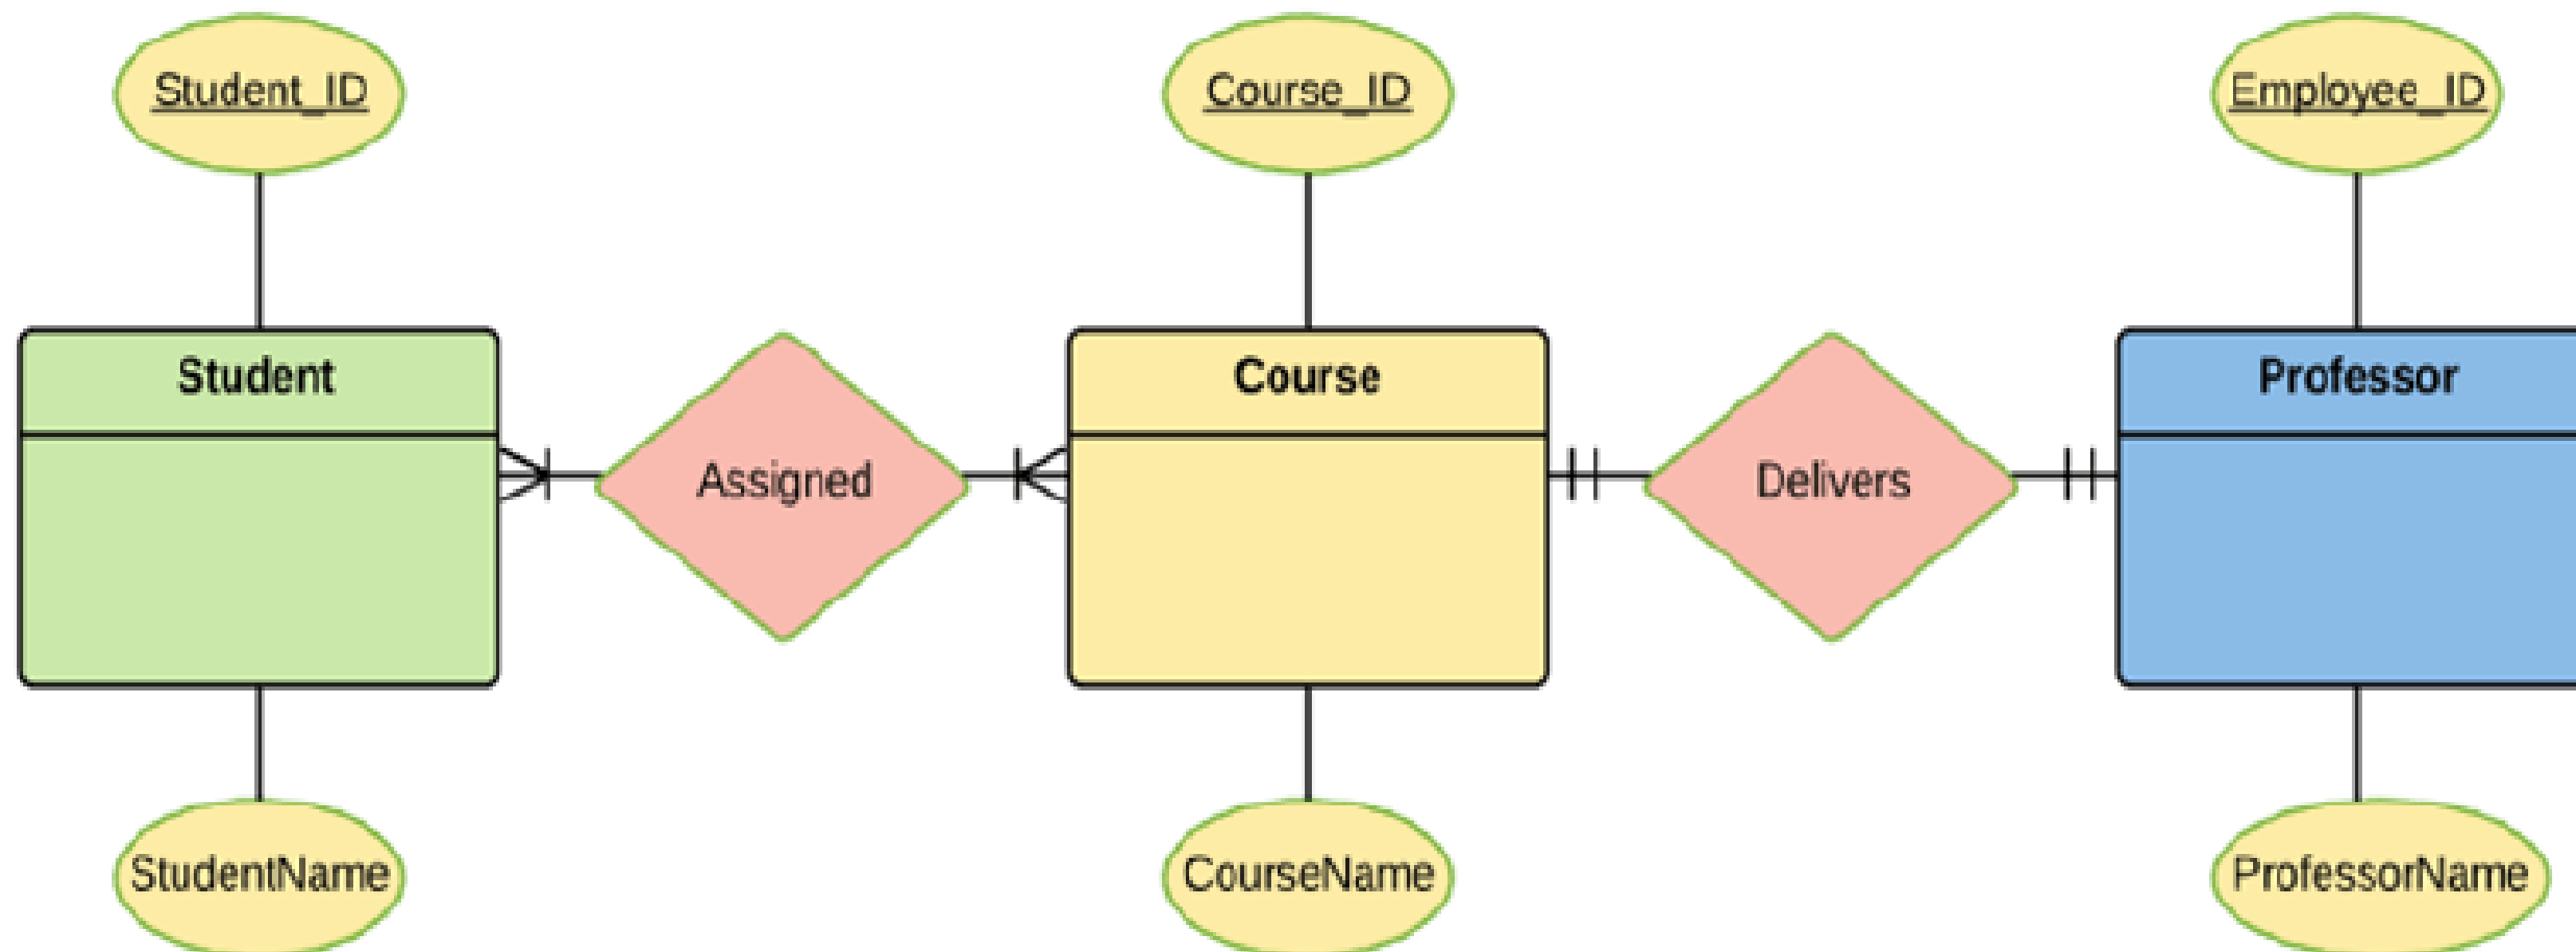 Student_ID
Course_ID
Employee_ID
Student
Course
Professor
Assigned
Delivers
StudentName
CourseName
ProfessorName